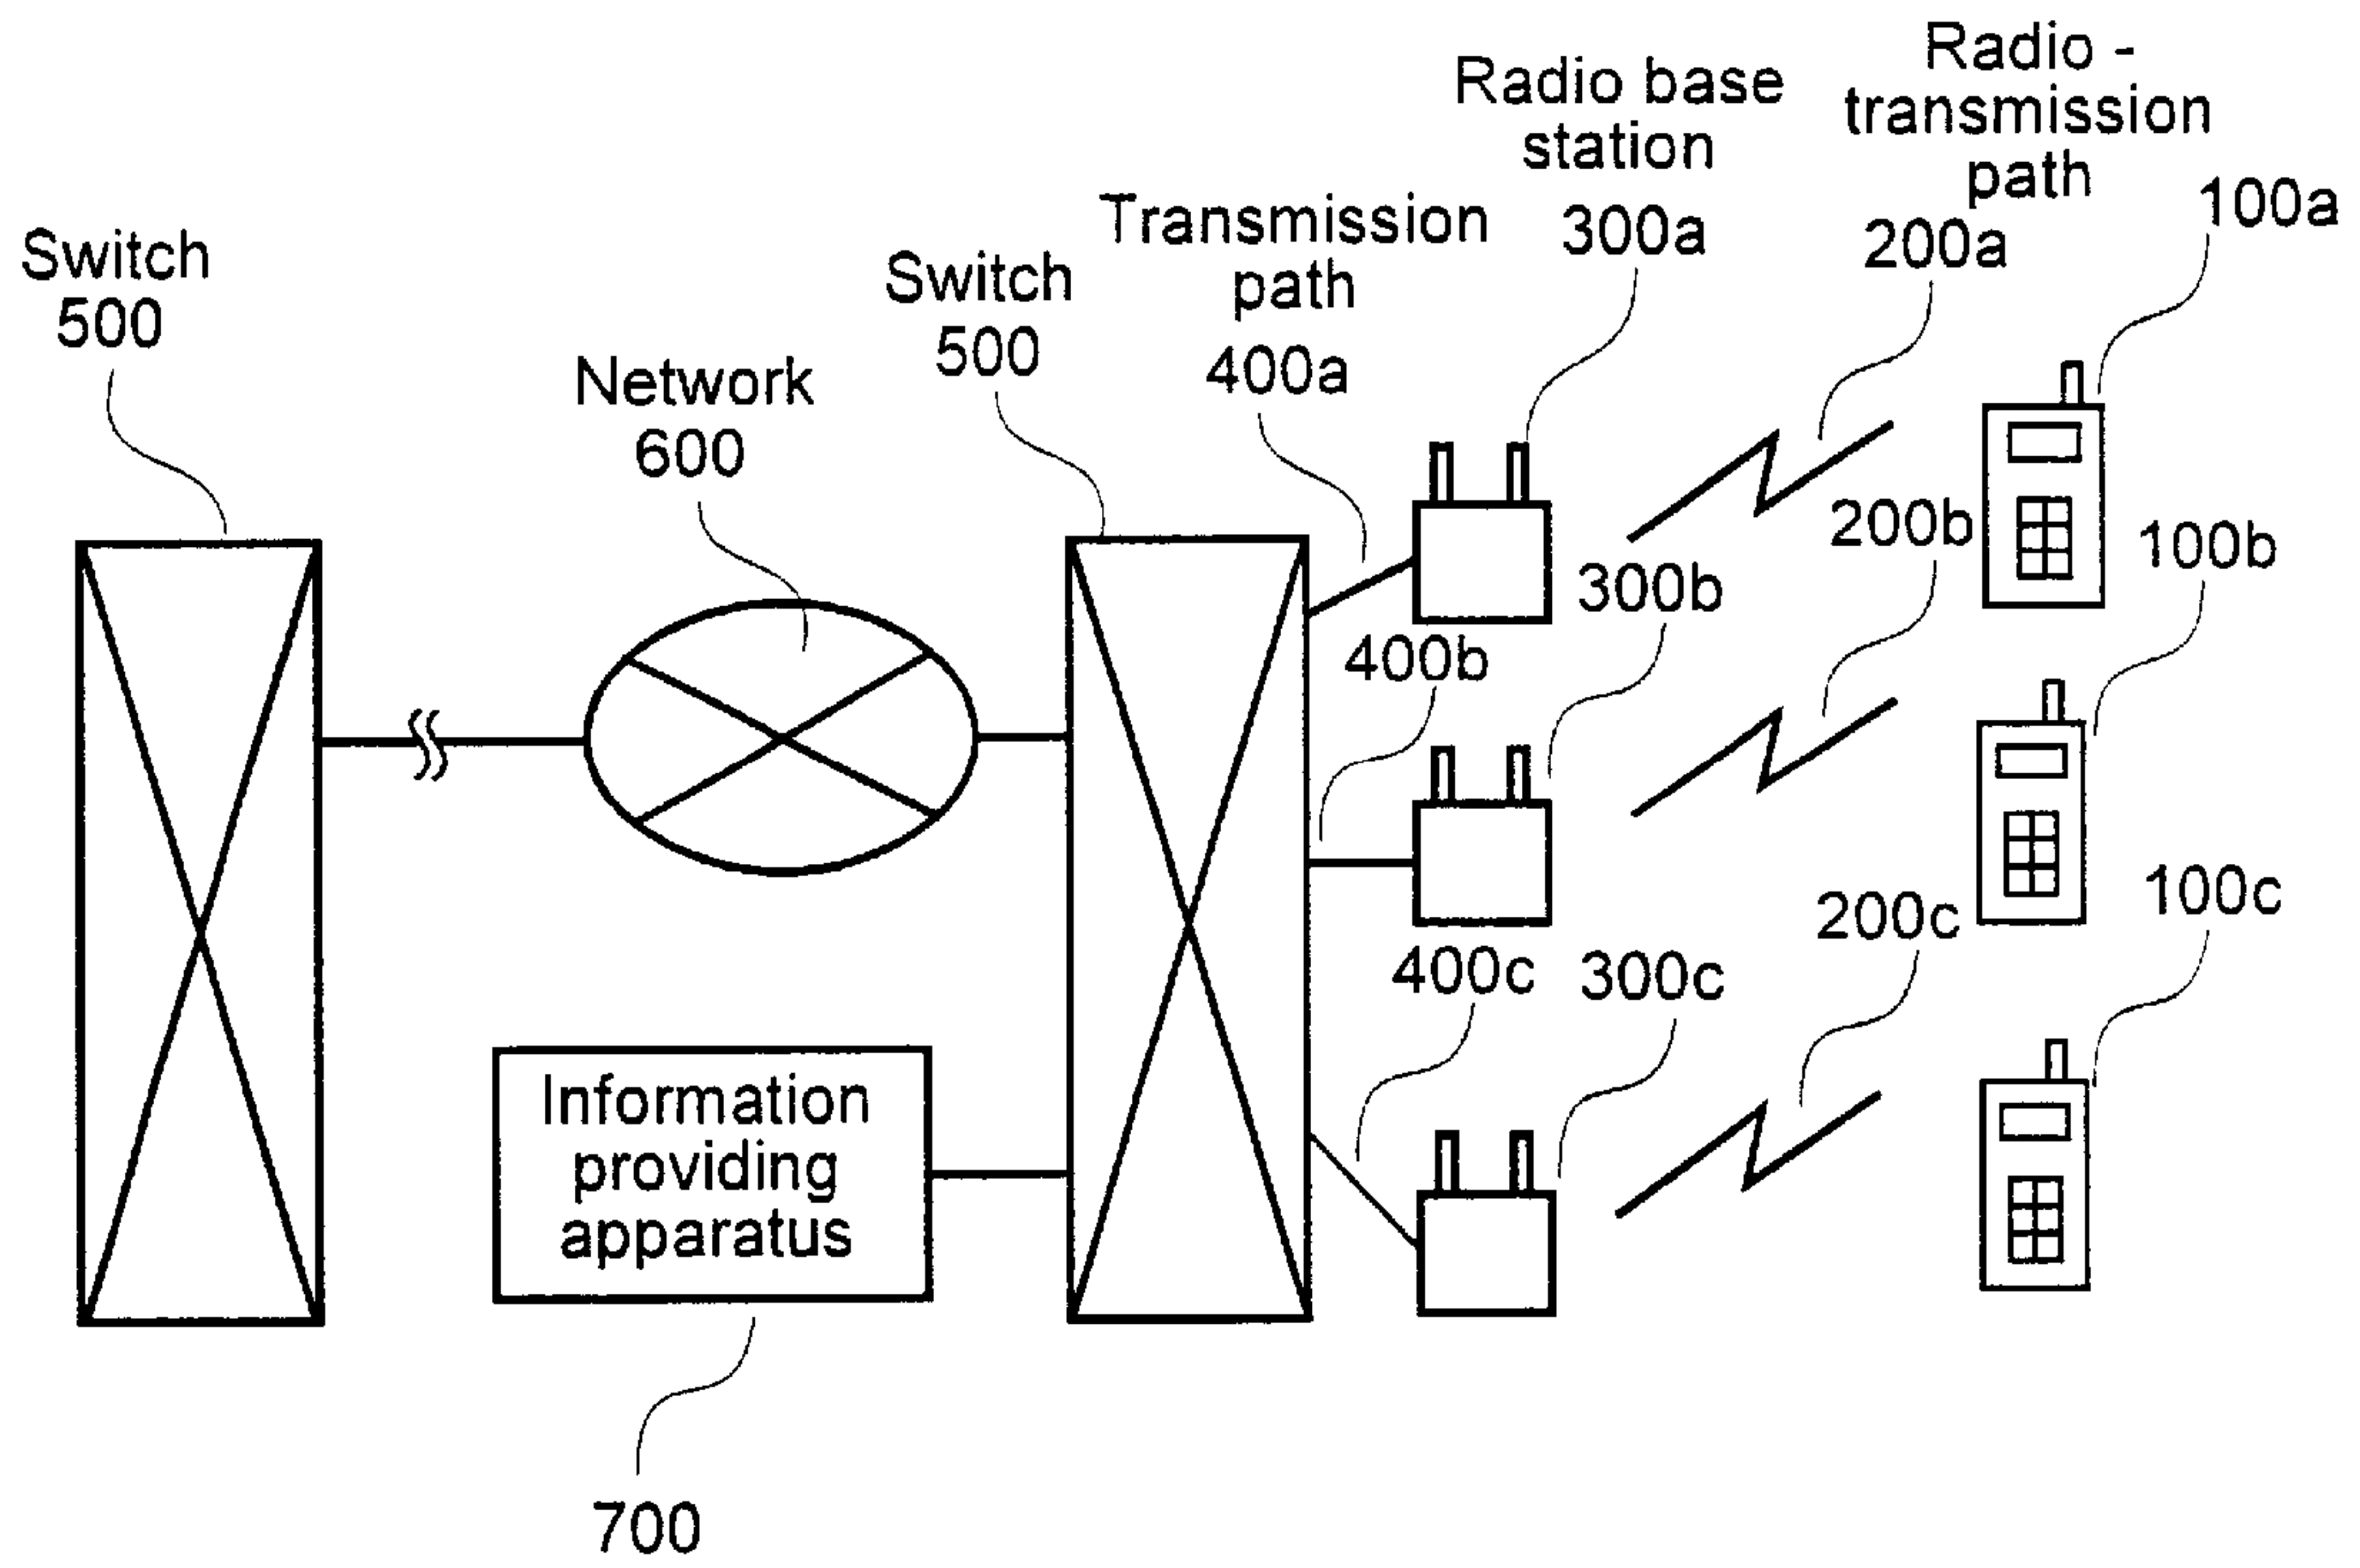 Radio -
transmission
path
200a
100a
Radio base
station
300a
Transmission
path
400a
Switch
500
Switch
500
Network
600
200b
100b
300b
400b
200c
100c
400c
300c
Information
providing
apparatus
700